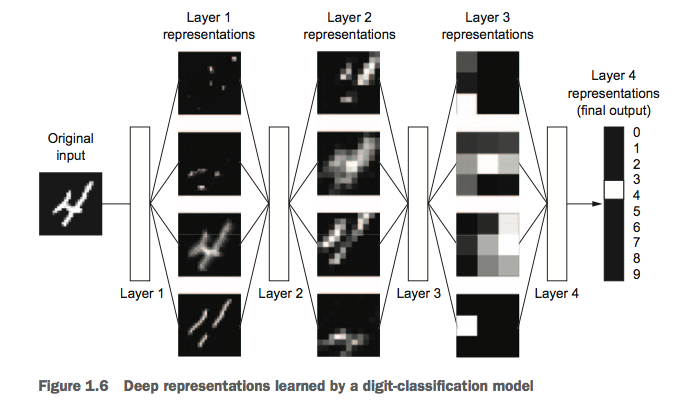 Layer 1
representations
Layer 2
representations
Layer 3
representations
Layer 4
representations
(final output)
Original
input
0
1
2
3
4
5
6
7
8
9
Layer 1
Layer 2
Layer 3
Layer 4
Figure 1.6 Deep representations learned by a digit-classification model